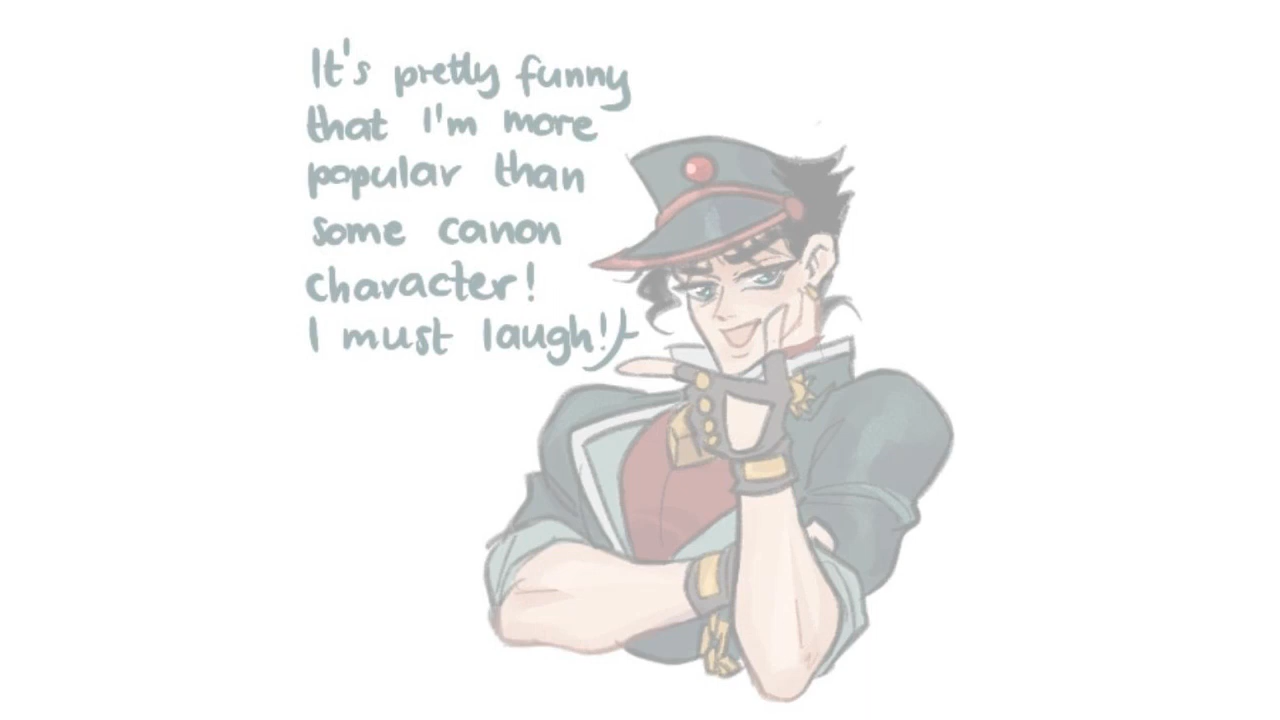 It's pretty funny
that I'm more
popular than
some canon
character!
I must laugh!